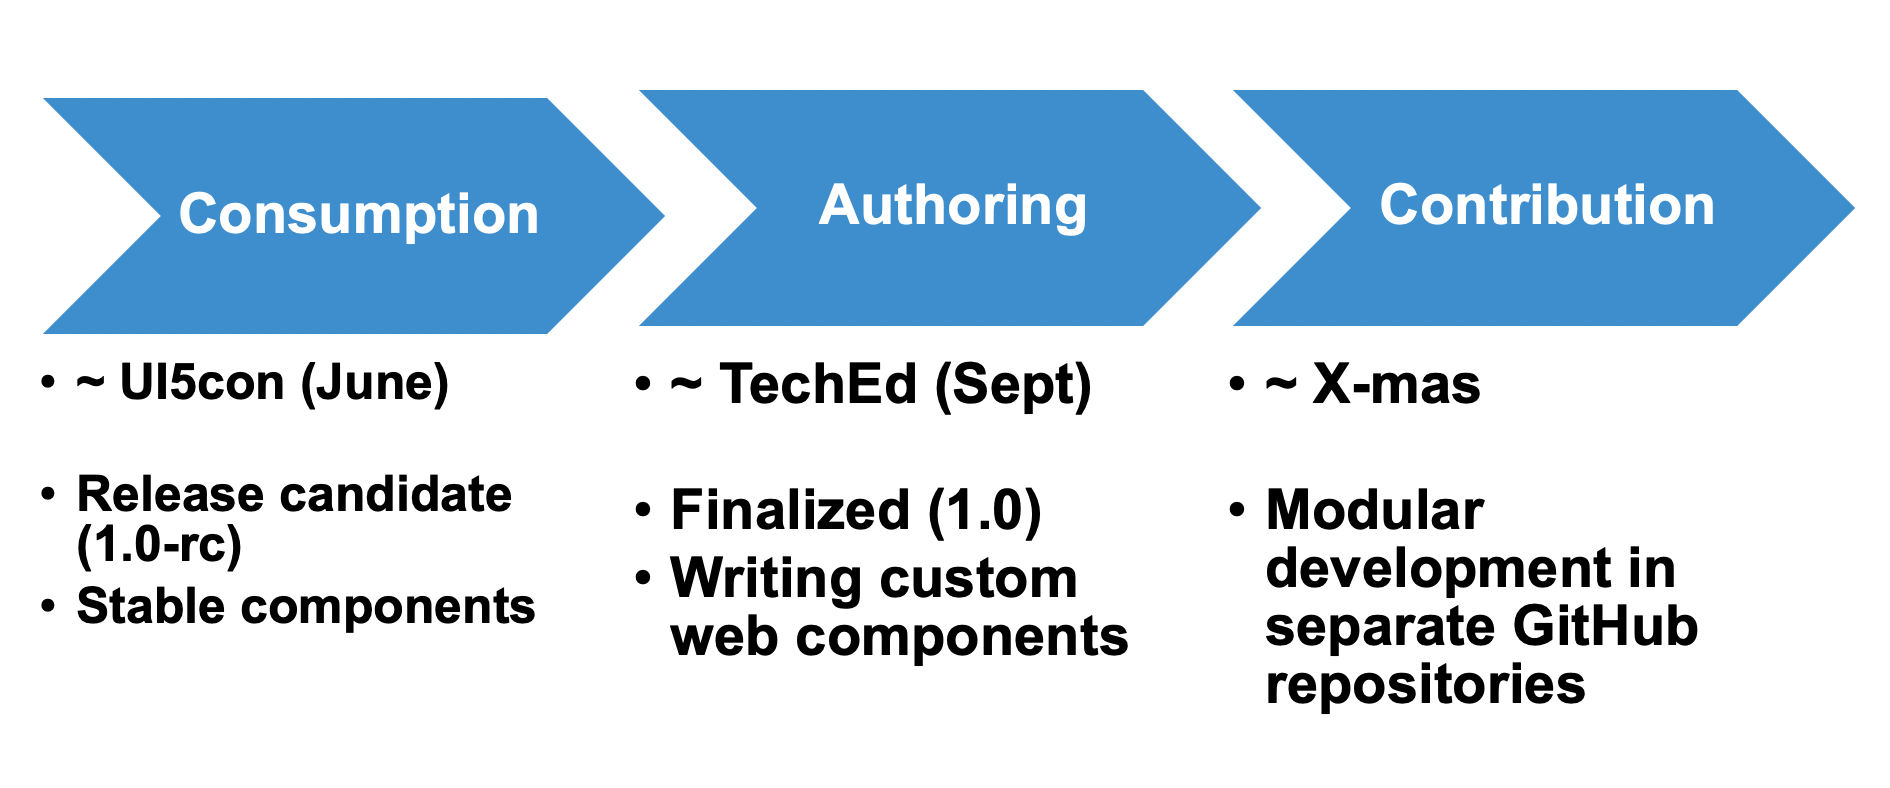 Consumption
• ~ UI5con (June)
• Release candidate
(1.0-rc)
• Stable components
Authoring
• ~ TechEd (Sept)
• Finalized (1.0)
• Writing custom
web components
Contribution
• ~ X-mas
• Modular
development in
separate GitHub
repositories